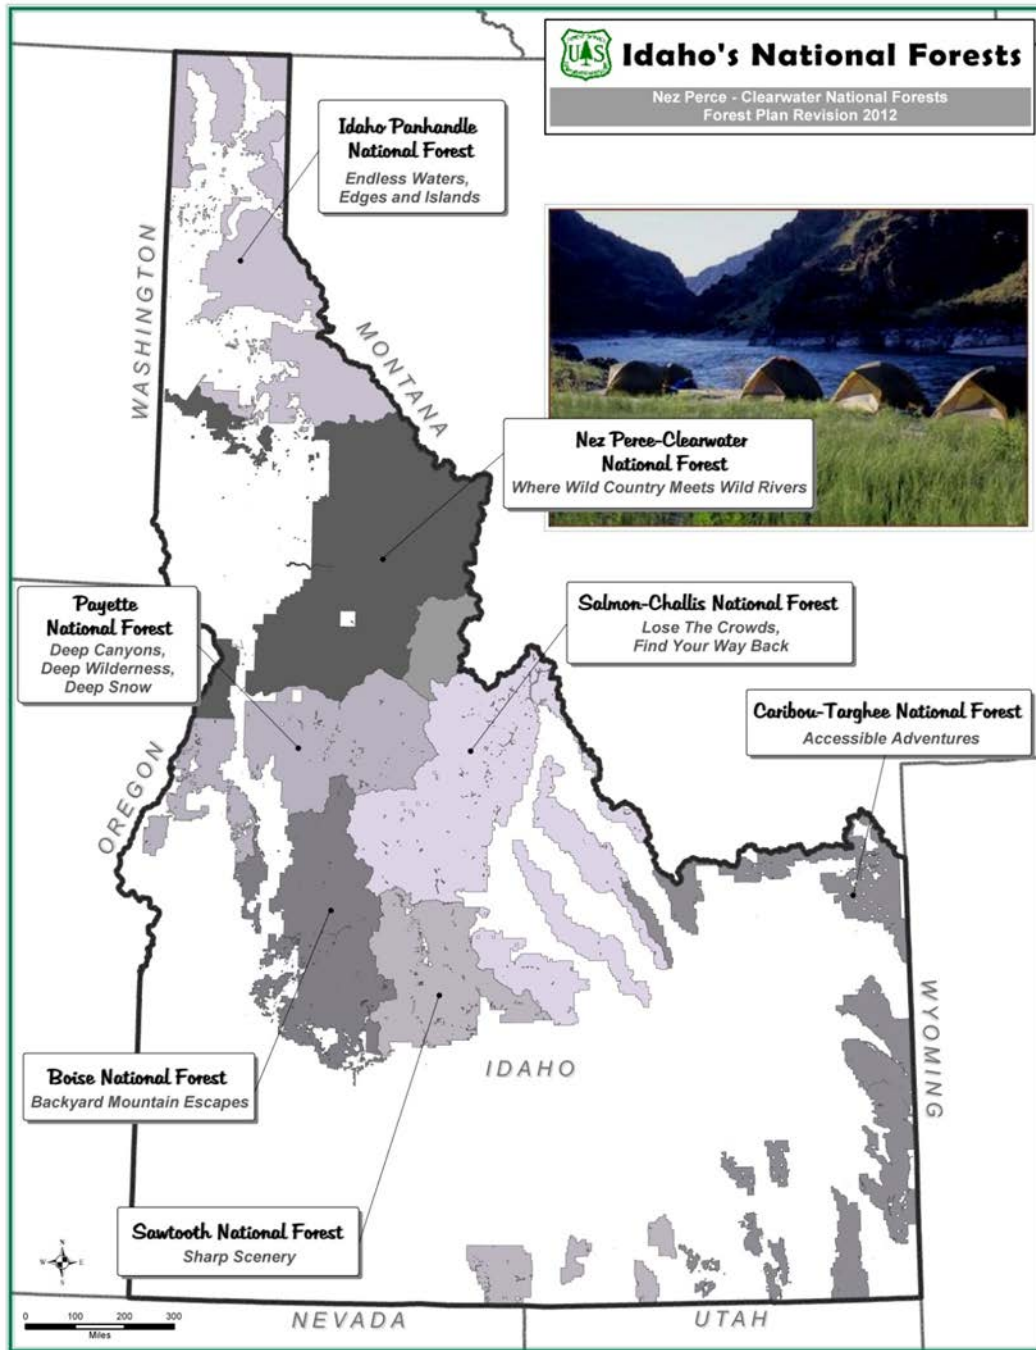 U S
Idaho's National Forests
Nez Perce - Clearwater National Forests
Forest Plan Revision 2012
Idaho Panhandle
National Forest
Endless Waters,
Edges and Islands
WASHINGTON
MONTANA
Nez Perce-Clearwater
National Forest
Where Wild Country Meets Wild Rivers
Payette
National Forest
Deep Canyons,
Deep Wilderness,
Deep Snow
Salmon-Challis National Forest
Lose The Crowds,
Find Your Way Back
Caribou-Targhee National Forest
Accessible Adventures
OREGON
WYOMING
IDAHO
Boise National Forest
Backyard Mountain Escapes
Sawtooth National Forest
Sharp Scenery
N
W E
S
0 100 200 300
Miles
NEVADA
UTAH